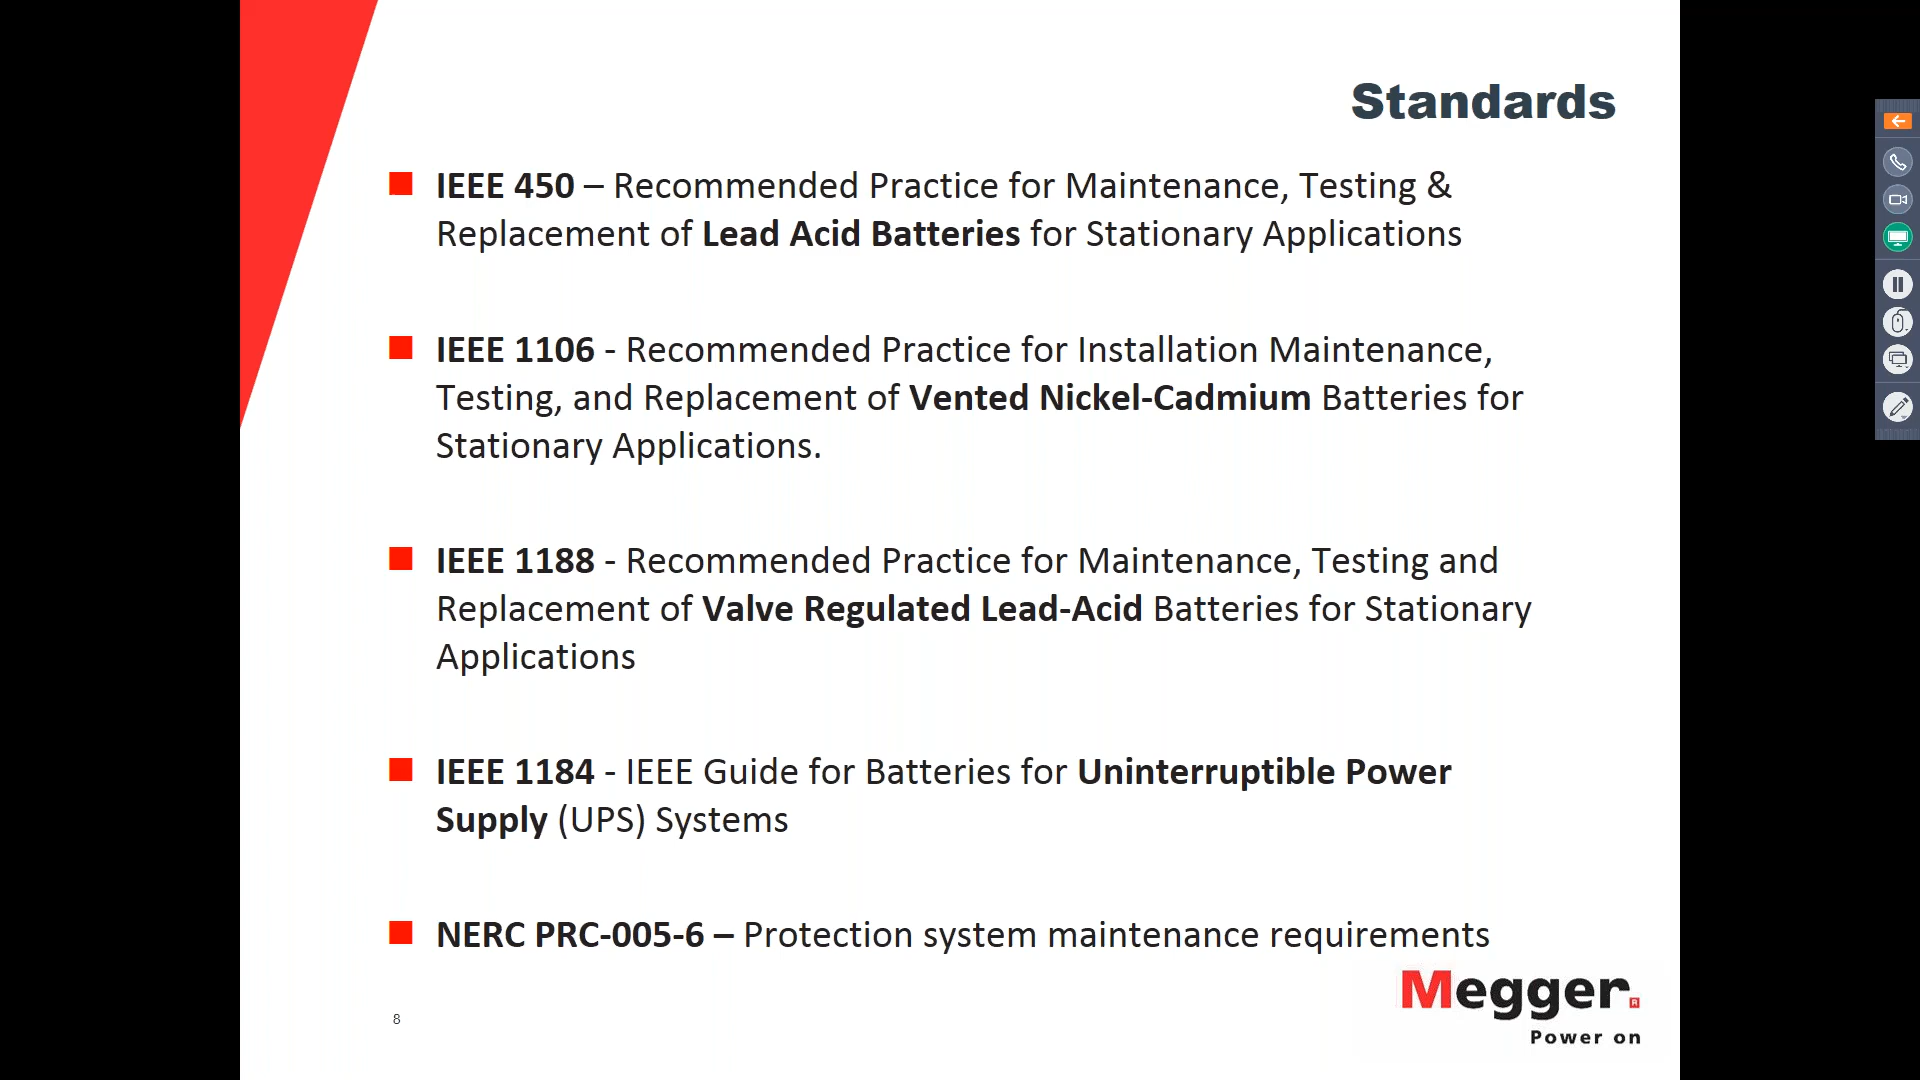 Standards
IEEE 450 – Recommended Practice for Maintenance, Testing &
Replacement of Lead Acid Batteries for Stationary Applications
IEEE 1106 - Recommended Practice for Installation Maintenance,
Testing, and Replacement of Vented Nickel-Cadmium Batteries for
Stationary Applications.
IEEE 1188 - Recommended Practice for Maintenance, Testing and
Replacement of Valve Regulated Lead-Acid Batteries for Stationary
Applications
IEEE 1184 - IEEE Guide for Batteries for Uninterruptible Power
Supply (UPS) Systems
NERC PRC-005-6 – Protection system maintenance requirements
Megger.
Power on
8